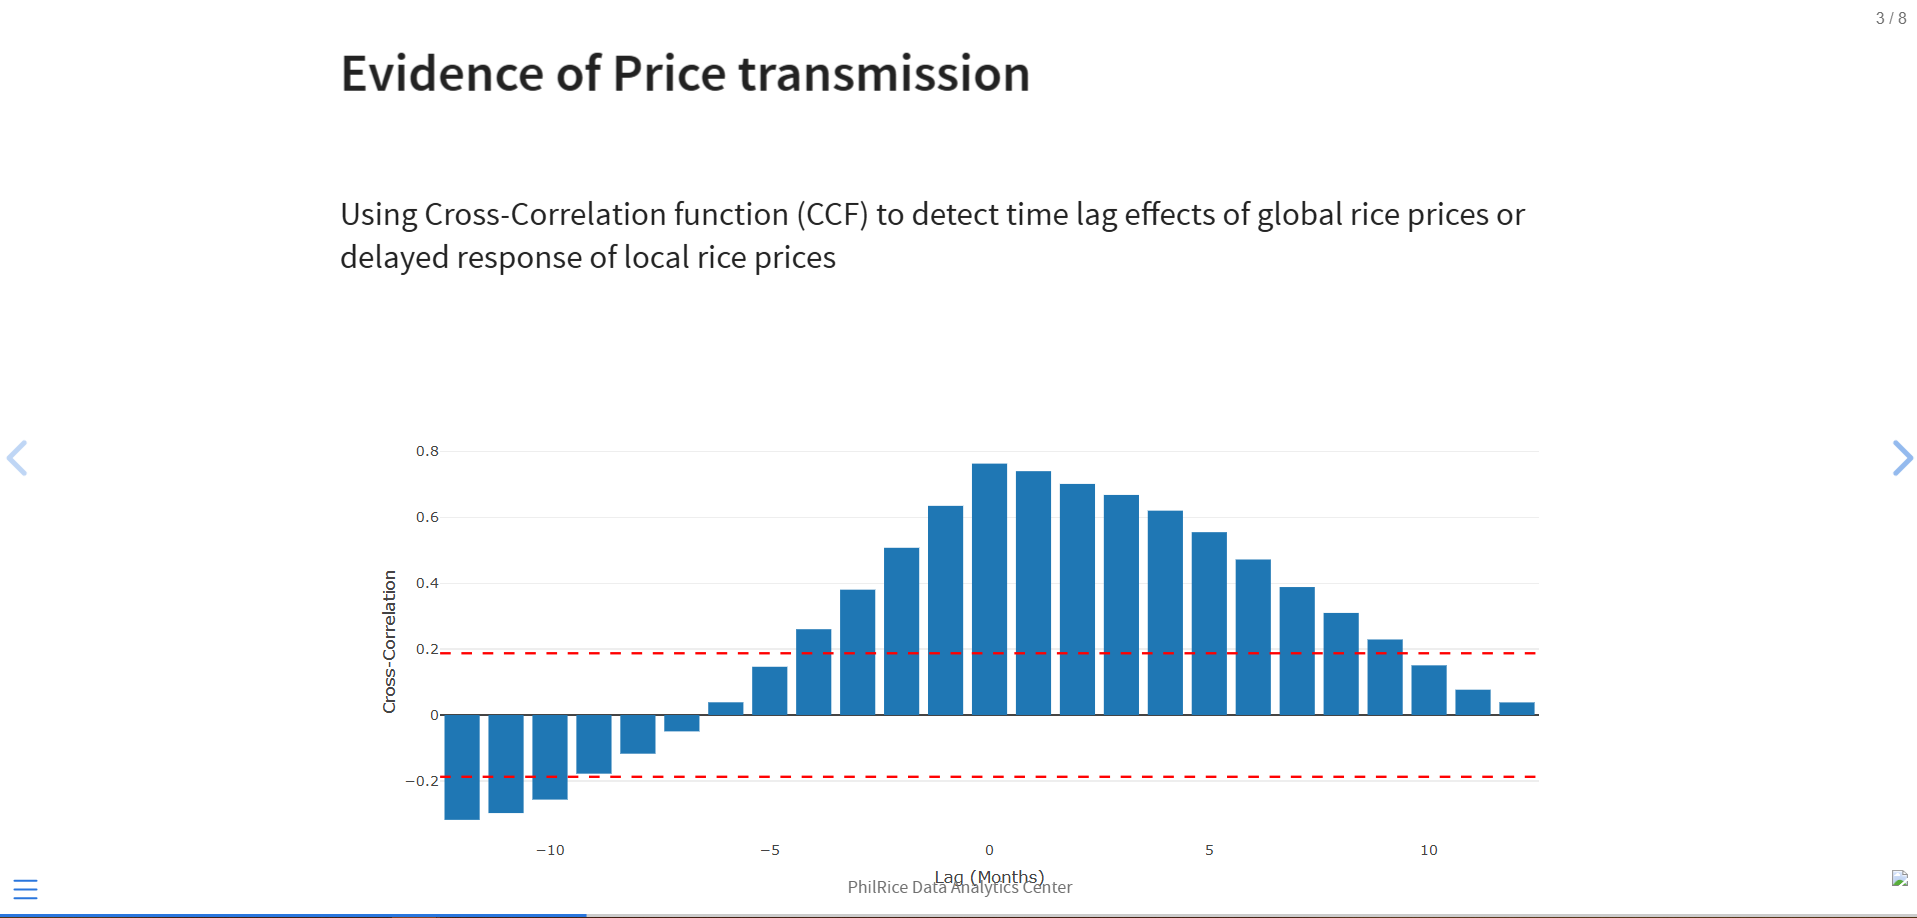 3 / 8
Evidence of Price transmission
Using Cross-Correlation function (CCF) to detect time lag effects of global rice prices or
delayed response of local rice prices
Cross-Correlation
0.8
0.6
0.4
0.2
0
−0.2
−10
−5
0
5
10
Lag (Months)
PhilRice Data Analytics Center